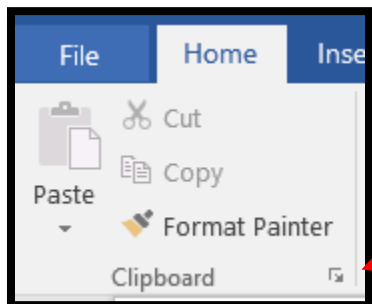 File Home Inse
Cut
Copy
Paste
Format Painter
Clipboard